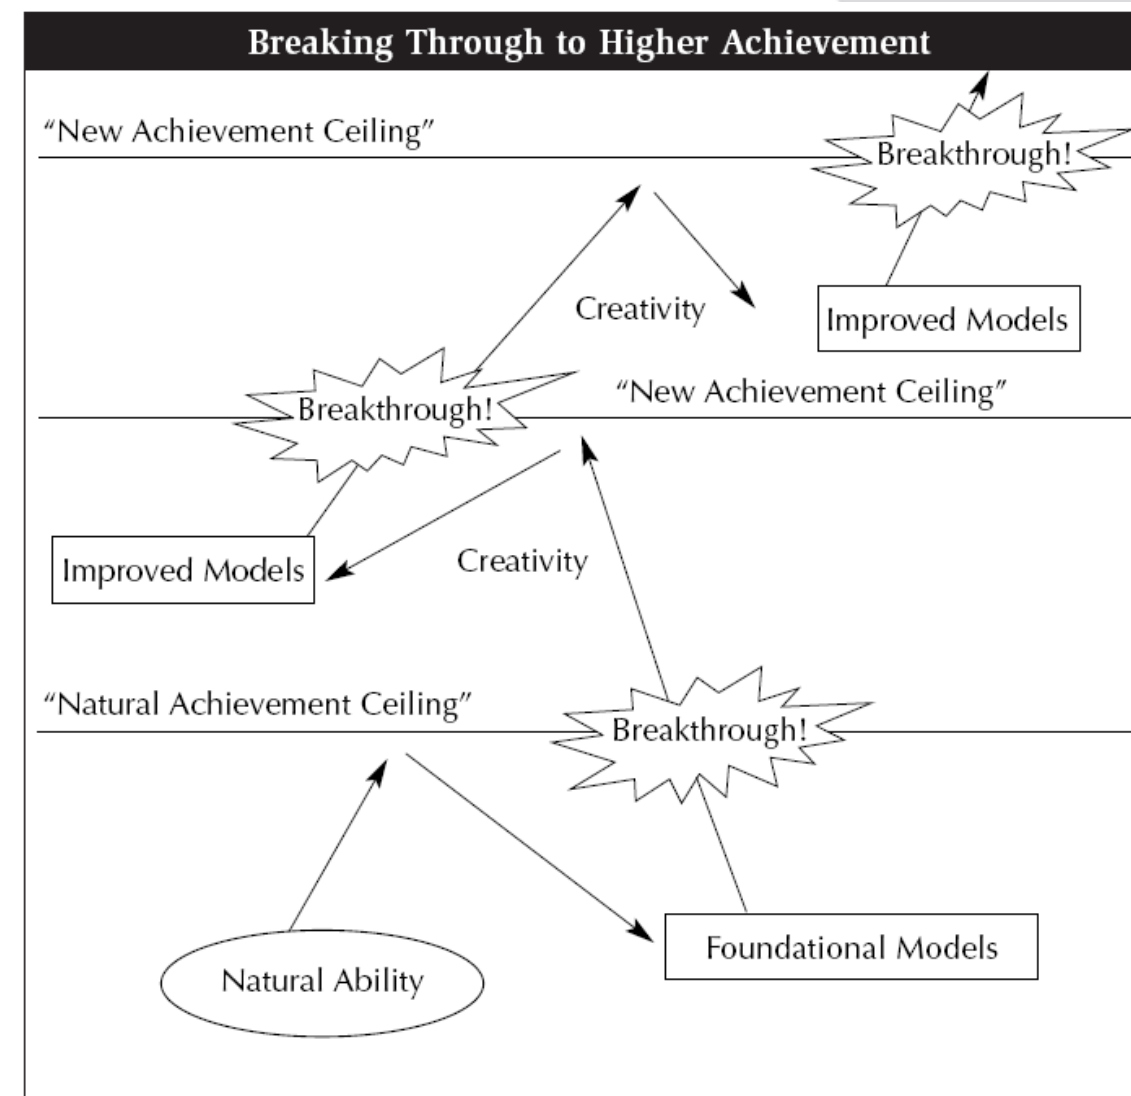 Breaking Through to Higher Achievement
“New Achievement Ceiling”
Breakthrough!
Creativity
Improved Models
“New Achievement Ceiling”
Breakthrough!
Creativity
Improved Models
“Natural Achievement Ceiling”
Breakthrough!
Foundational Models
Natural Ability